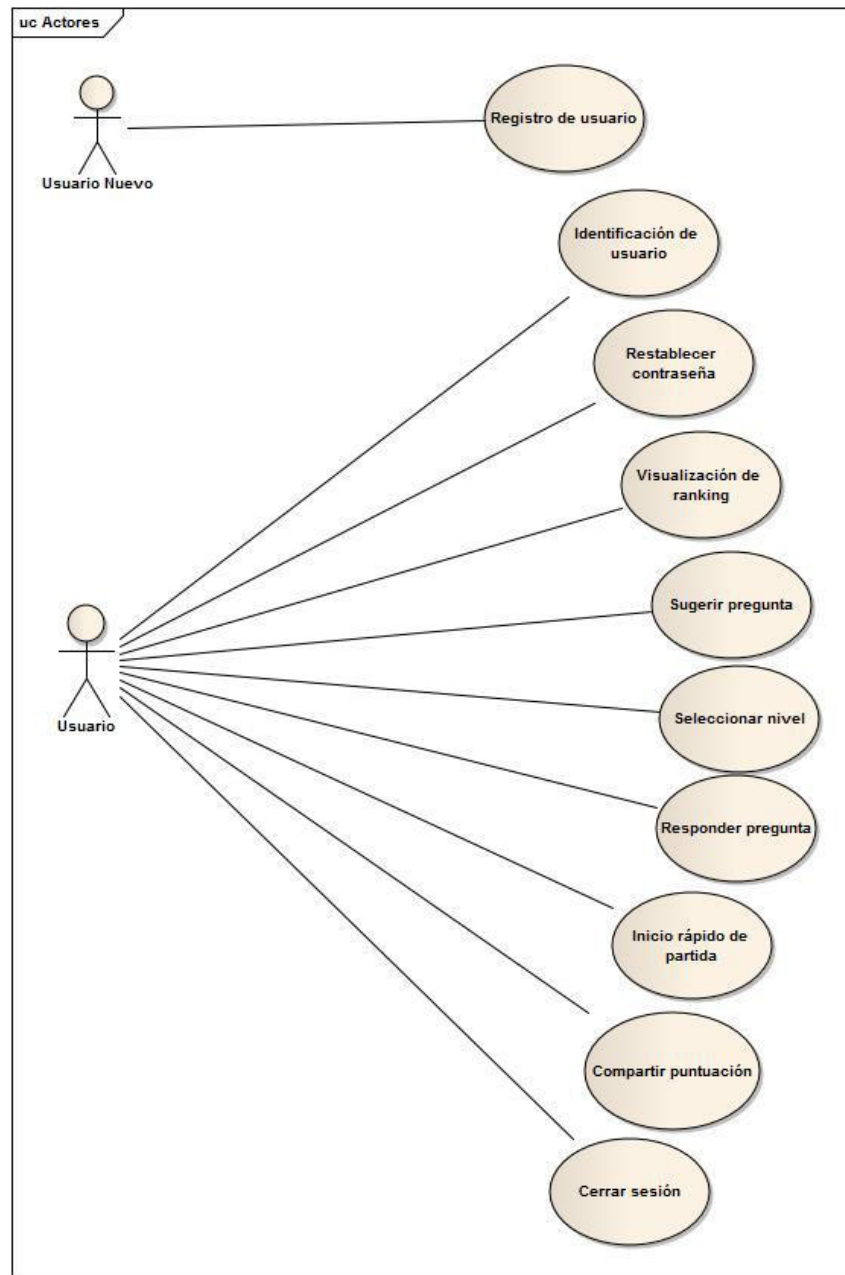 uc Actores
Registro de usuario
Usuario Nuevo
Identificación de
usuario
Restablecer
contraseña
Visualización de
ranking
Sugerir pregunta
Usuario
Seleccionar nivel
Responder pregunta
Inicio rápido de
partida
Compartir puntuación
Cerrar sesión